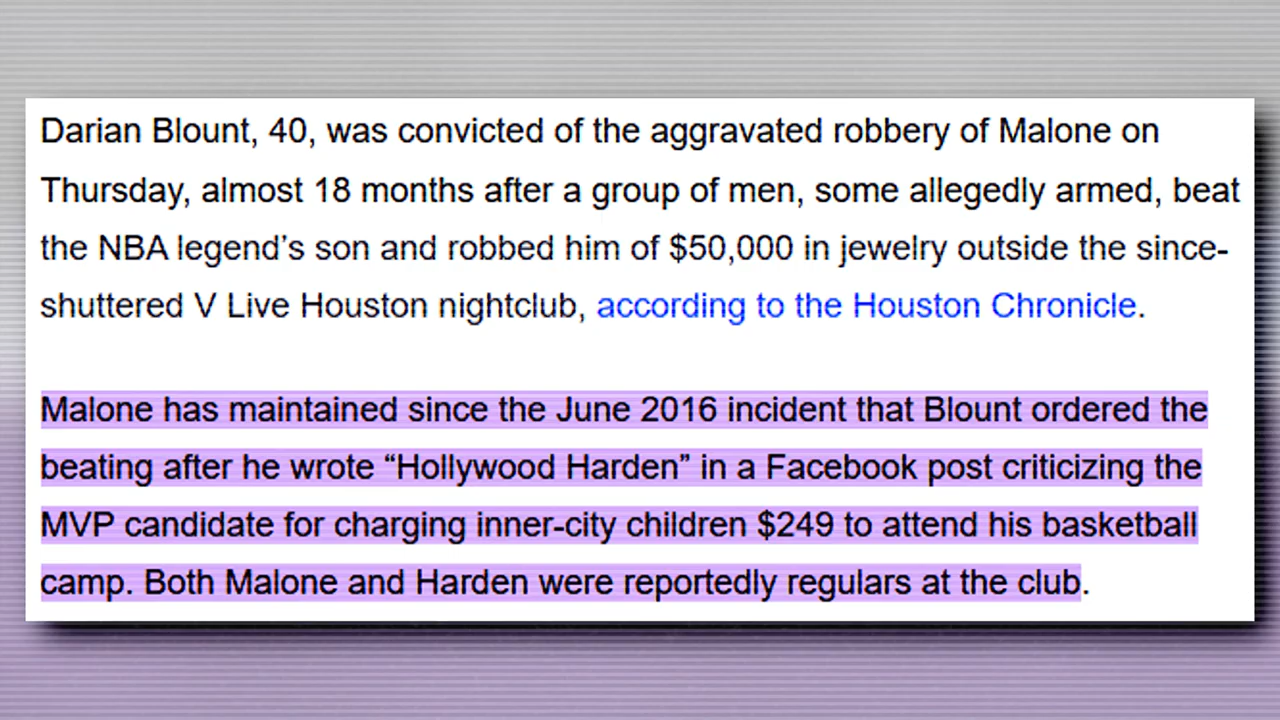 Darian Blount, 40, was convicted of the aggravated robbery of Malone on
Thursday, almost 18 months after a group of men, some allegedly armed, beat
the NBA legend’s son and robbed him of $50,000 in jewelry outside the since-
shuttered V Live Houston nightclub, according to the Houston Chronicle.
Malone has maintained since the June 2016 incident that Blount ordered the
beating after he wrote “Hollywood Harden” in a Facebook post criticizing the
MVP candidate for charging inner-city children $249 to attend his basketball
camp. Both Malone and Harden were reportedly regulars at the club.